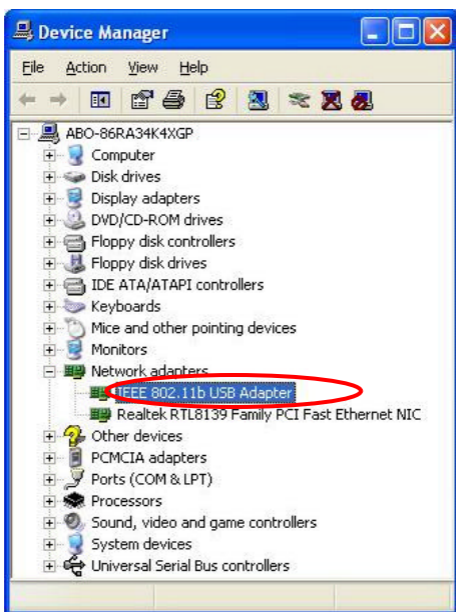 Device Manager
File Action View Help
ABO-86RA34K4XGP
Computer
Disk drives
Display adapters
DVD/CD-ROM drives
Floppy disk controllers
Floppy disk drives
IDE ATA/ATAPI controllers
Keyboards
Mice and other pointing devices
Monitors
Network adapters
IEEE 802.11b USB Adapter
Realtek RTL8139 Family PCI Fast Ethernet NIC
Other devices
PCMCIA adapters
Ports (COM & LPT)
Processors
Sound, video and game controllers
System devices
Universal Serial Bus controllers